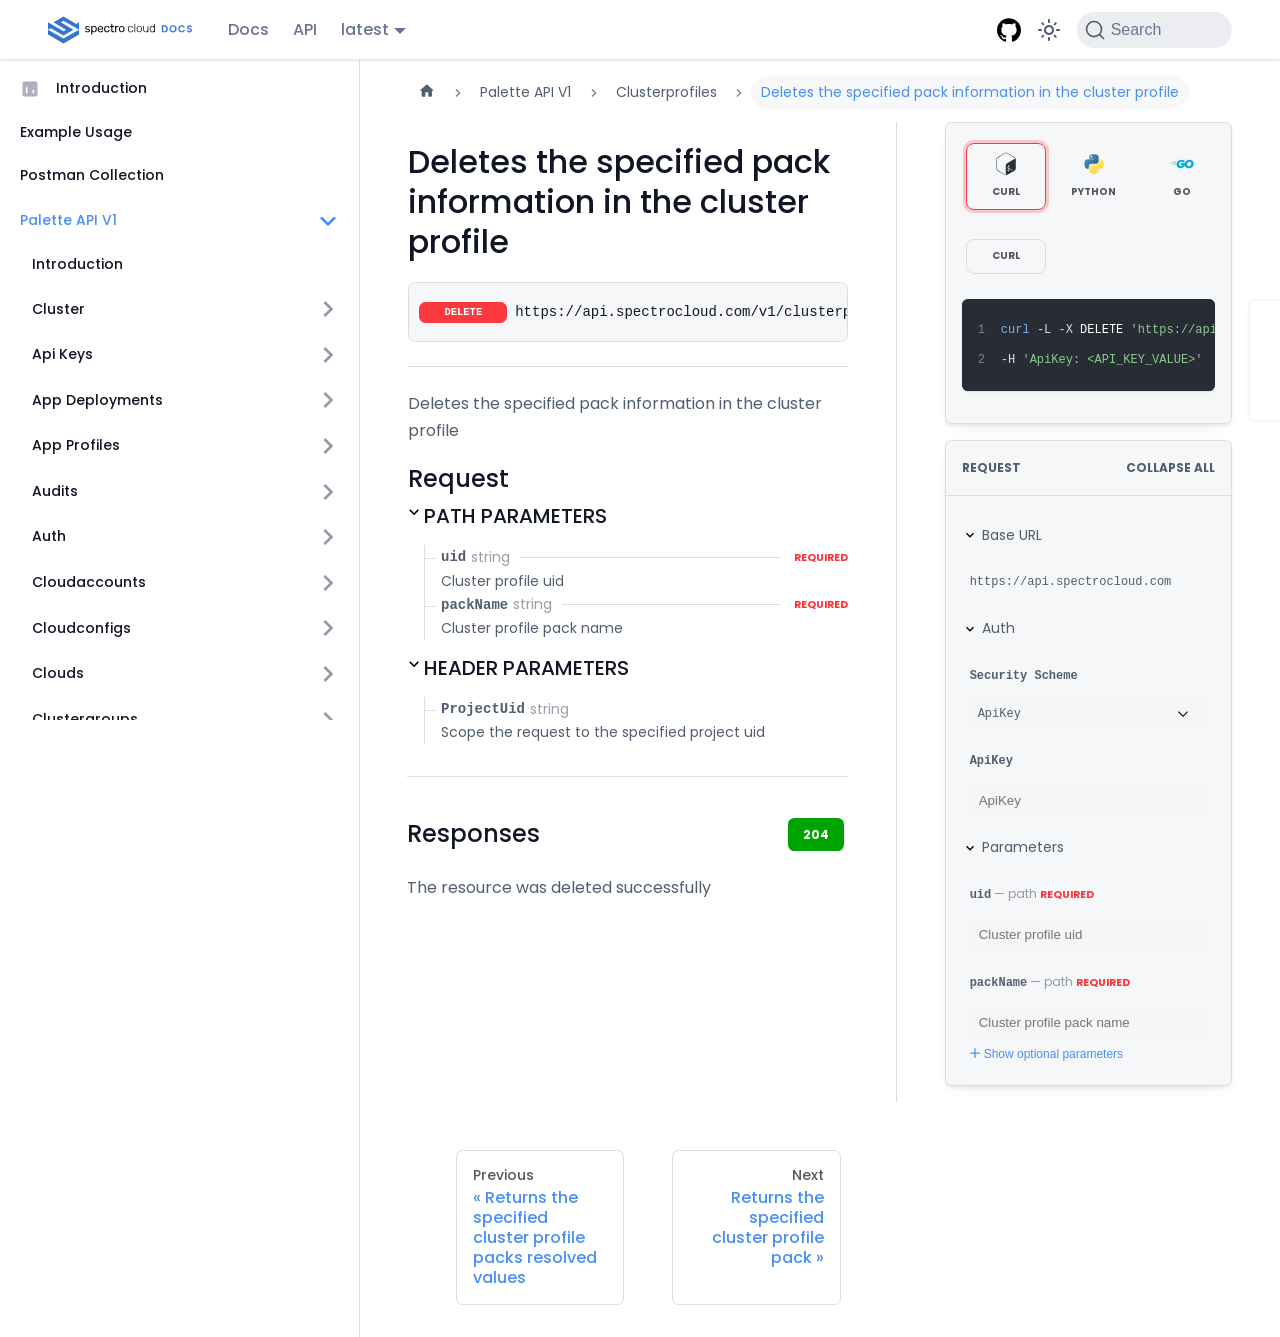 spectro cloud DOCS
Docs
API
latest
Search
Introduction
Example Usage
Postman Collection
Palette API V1
Introduction
Cluster
Api Keys
App Deployments
App Profiles
Audits
Auth
Cloudaccounts
Cloudconfigs
Clouds
Clustergroups
Palette API V1
Clusterprofiles
Deletes the specified pack information in the cluster profile
Deletes the specified pack
information in the cluster
profile
DELETE https://api.spectrocloud.com/v1/clusterp
Deletes the specified pack information in the cluster
profile
Request
PATH PARAMETERS
uid string REQUIRED
Cluster profile uid
packName string REQUIRED
Cluster profile pack name
HEADER PARAMETERS
ProjectUid string
Scope the request to the specified project uid
Responses
204
The resource was deleted successfully
Previous
« Returns the
specified
cluster profile
packs resolved
values
Next
Returns the
specified
cluster profile
pack »
CURL
PYTHON
GO
CURL
1 curl -L -X DELETE 'https://api
2 -H 'ApiKey: <API_KEY_VALUE>'
REQUEST
COLLAPSE ALL
Base URL
https://api.spectrocloud.com
Auth
Security Scheme
ApiKey
ApiKey
ApiKey
Parameters
uid — path REQUIRED
Cluster profile uid
packName — path REQUIRED
Cluster profile pack name
Show optional parameters